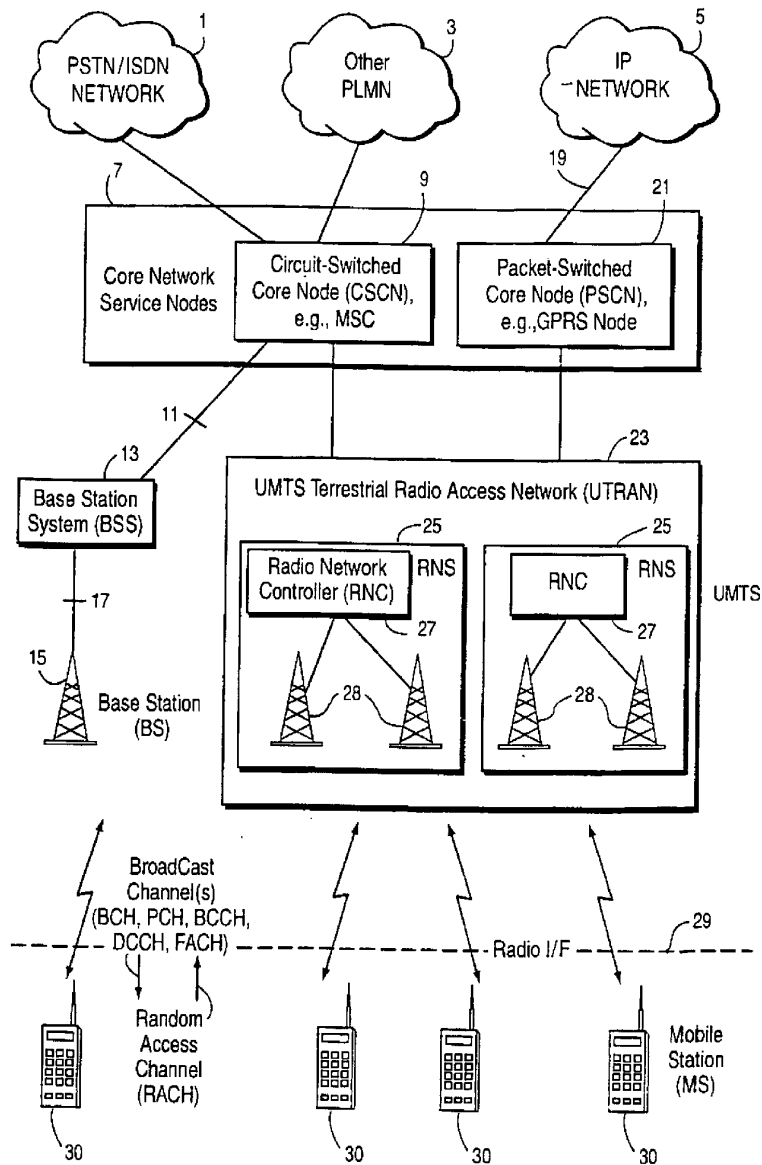 1
PSTN/ISDN
NETWORK
3
Other
PLMN
5
IP
NETWORK
19
7
9
21
Core Network
Service Nodes
Circuit-Switched
Core Node (CSCN),
e.g., MSC
Packet-Switched
Core Node (PSCN),
e.g.,GPRS Node
11
13
Base Station
System (BSS)
17
15
Base Station
(BS)
23
UMTS Terrestrial Radio Access Network (UTRAN)
25
Radio Network
Controller (RNC)
RNS
27
28
25
RNC
RNS
27
28
UMTS
BroadCast
Channel(s)
(BCH, PCH, BCCH,
DCCH, FACH)
Radio I/F
29
Random
Access
Channel
(RACH)
Mobile
Station
(MS)
30
30
30
30